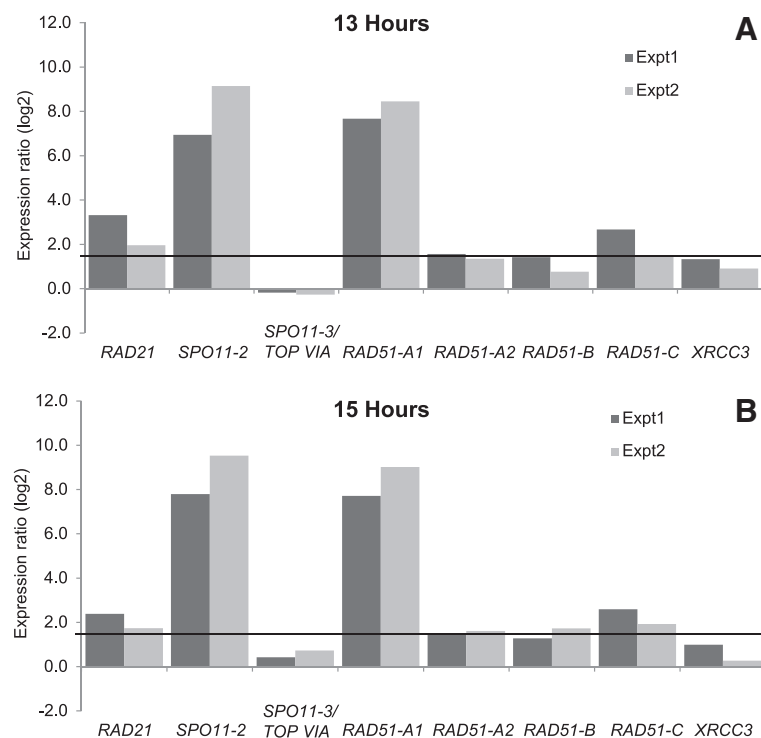 13 Hours
A
Expression ratio (log2)
12.0
10.0
8.0
6.0
4.0
2.0
0.0
-2.0
Expt1
Expt2
RAD21 SPO11-2 SPO11-3/ TOP VIA RAD51-A1 RAD51-A2 RAD51-B RAD51-C XRCC3
15 Hours
B
Expression ratio (log2)
12.0
10.0
8.0
6.0
4.0
2.0
0.0
-2.0
Expt1
Expt2
RAD21 SPO11-2 SPO11-3/ TOP VIA RAD51-A1 RAD51-A2 RAD51-B RAD51-C XRCC3